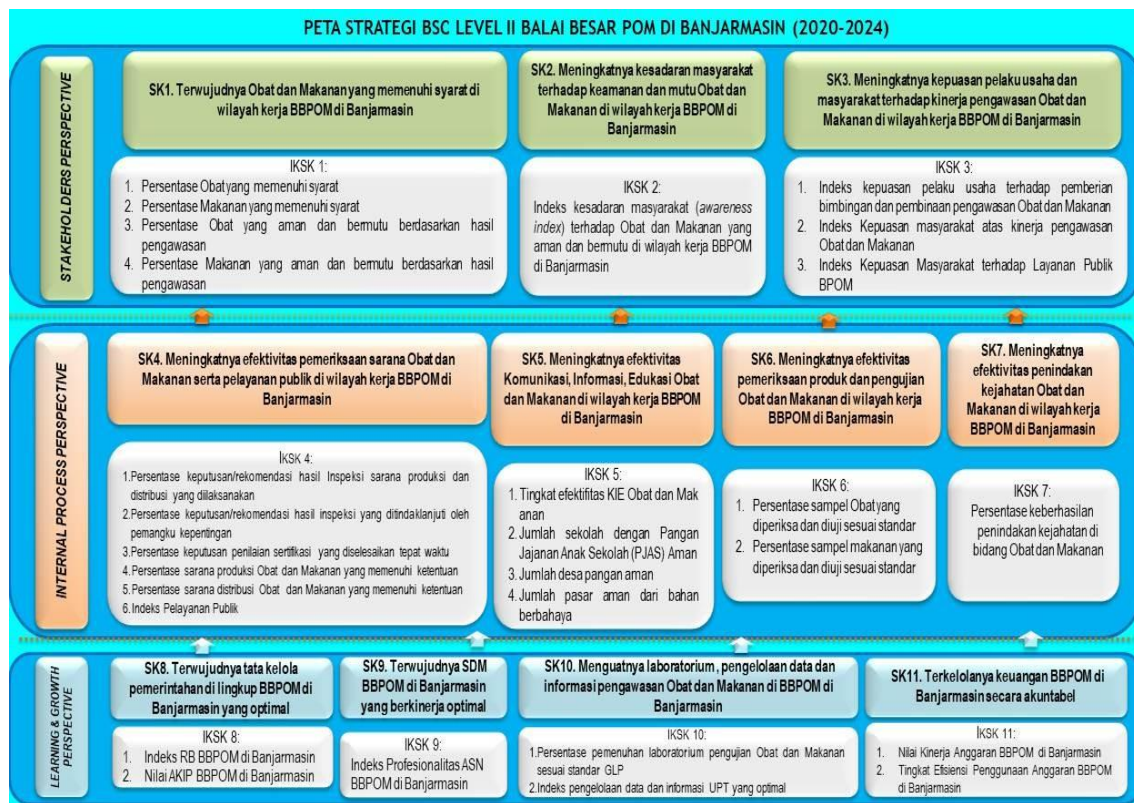 PETA STRATEGI BSC LEVEL II BALAI BESAR POM DI BANJARMASIN (2020-2024)
STAKEHOLDERS PERSPECTIVE
SK1. Terwujudnya Obat dan Makanan yang memenuhi syarat di
wilayah kerja BBPOM di Banjarmasin
IKSK 1:
1. Persentase Obat yang memenuhi syarat
2. Persentase Makanan yang memenuhi syarat
3. Persentase Obat yang aman dan bermutu berdasarkan hasil
pengawasan
4. Persentase Makanan yang aman dan bermutu berdasarkan hasil
pengawasan
SK2. Meningkatnya kesadaran masyarakat
terhadap keamanan dan mutu Obat dan
Makanan di wilayah kerja BBPOM di
Banjarmasin
IKSK 2:
Indeks kesadaran masyarakat (awareness
index) terhadap Obat dan Makanan yang
aman dan bermutu di wilayah kerja BBPOM
di Banjarmasin
SK3. Meningkatnya kepuasan pelaku usaha dan
masyarakat terhadap kinerja pengawasan Obat dan
Makanan di wilayah kerja BBPOM di Banjarmasin
IKSK 3:
1. Indeks kepuasan pelaku usaha terhadap pemberian
bimbingan dan pembinaan pengawasan Obat dan Makanan
2. Indeks Kepuasan masyarakat atas kinerja pengawasan
Obat dan Makanan
3. Indeks Kepuasan Masyarakat terhadap Layanan Publik
BPOM
INTERNAL PROCESS PERSPECTIVE
SK4. Meningkatnya efektivitas pemeriksaan sarana Obat dan
Makanan serta pelayanan publik di wilayah kerja BBPOM di
Banjarmasin
IKSK 4:
1.Persentase keputusan/rekomendasi hasil Inspeksi sarana produksi dan
distribusi yang dilaksanakan
2.Persentase keputusan/rekomendasi hasil inspeksi yang ditindaklanjuti oleh
pemangku kepentingan
3.Persentase keputusan penilaian sertifikasi yang diselesaikan tepat waktu
4.Persentase sarana produksi Obat dan Makanan yang memenuhi ketentuan
5.Persentase sarana distribusi Obat dan Makanan yang memenuhi ketentuan
6.Indeks Pelayanan Publik
SK5. Meningkatnya efektivitas
Komunikasi, Informasi, Edukasi Obat
dan Makanan di wilayah kerja BBPOM
di Banjarmasin
IKSK 5:
1. Tingkat efektifitas KIE Obat dan Mak
anan
2. Jumlah sekolah dengan Pangan
Jajanan Anak Sekolah (PJAS) Aman
3. Jumlah desa pangan aman
4. Jumlah pasar aman dari bahan
berbahaya
SK6. Meningkatnya efektivitas
pemeriksaan produk dan pengujian
Obat dan Makanan di wilayah kerja
BBPOM di Banjarmasin
IKSK 6:
1. Persentase sampel Obat yang
diperiksa dan diuji sesuai standar
2. Persentase sampel makanan yang
diperiksa dan diuji sesuai standar
SK7. Meningkatnya
efektivitas penindakan
kejahatan Obat dan
Makanan di wilayah kerja
BBPOM di Banjarmasin
IKSK 7:
Persentase keberhasilan
penindakan kejahatan di
bidang Obat dan Makanan
LEARNING & GROWTH
PERSPECTIVE
SK8. Terwujudnya tata kelola
pemerintahan di lingkup BBPOM di
Banjarmasin yang optimal
IKSK 8:
1. Indeks RB BBPOM di Banjarmasin
2. Nilai AKIP BBPOM di Banjarmasin
SK9. Terwujudnya SDM
BBPOM di Banjarmasin
yang berkinerja optimal
IKSK 9:
Indeks Profesionalitas ASN
BBPOM di Banjarmasin
SK10. Menguatnya laboratorium, pengelolaan data dan
informasi pengawasan Obat dan Makanan di BBPOM di
Banjarmasin
IKSK 10:
1.Persentase pemenuhan laboratorium pengujian Obat dan Makanan
sesuai standar GLP
2.Indeks pengelolaan data dan informasi UPT yang optimal
SK11. Terkelolanya keuangan BBPOM di
Banjarmasin secara akuntabel
IKSK 11:
1. Nilai Kinerja Anggaran BBPOM di Banjarmasin
2. Tingkat Efisiensi Penggunaan Anggaran BBPOM
di Banjarmasin